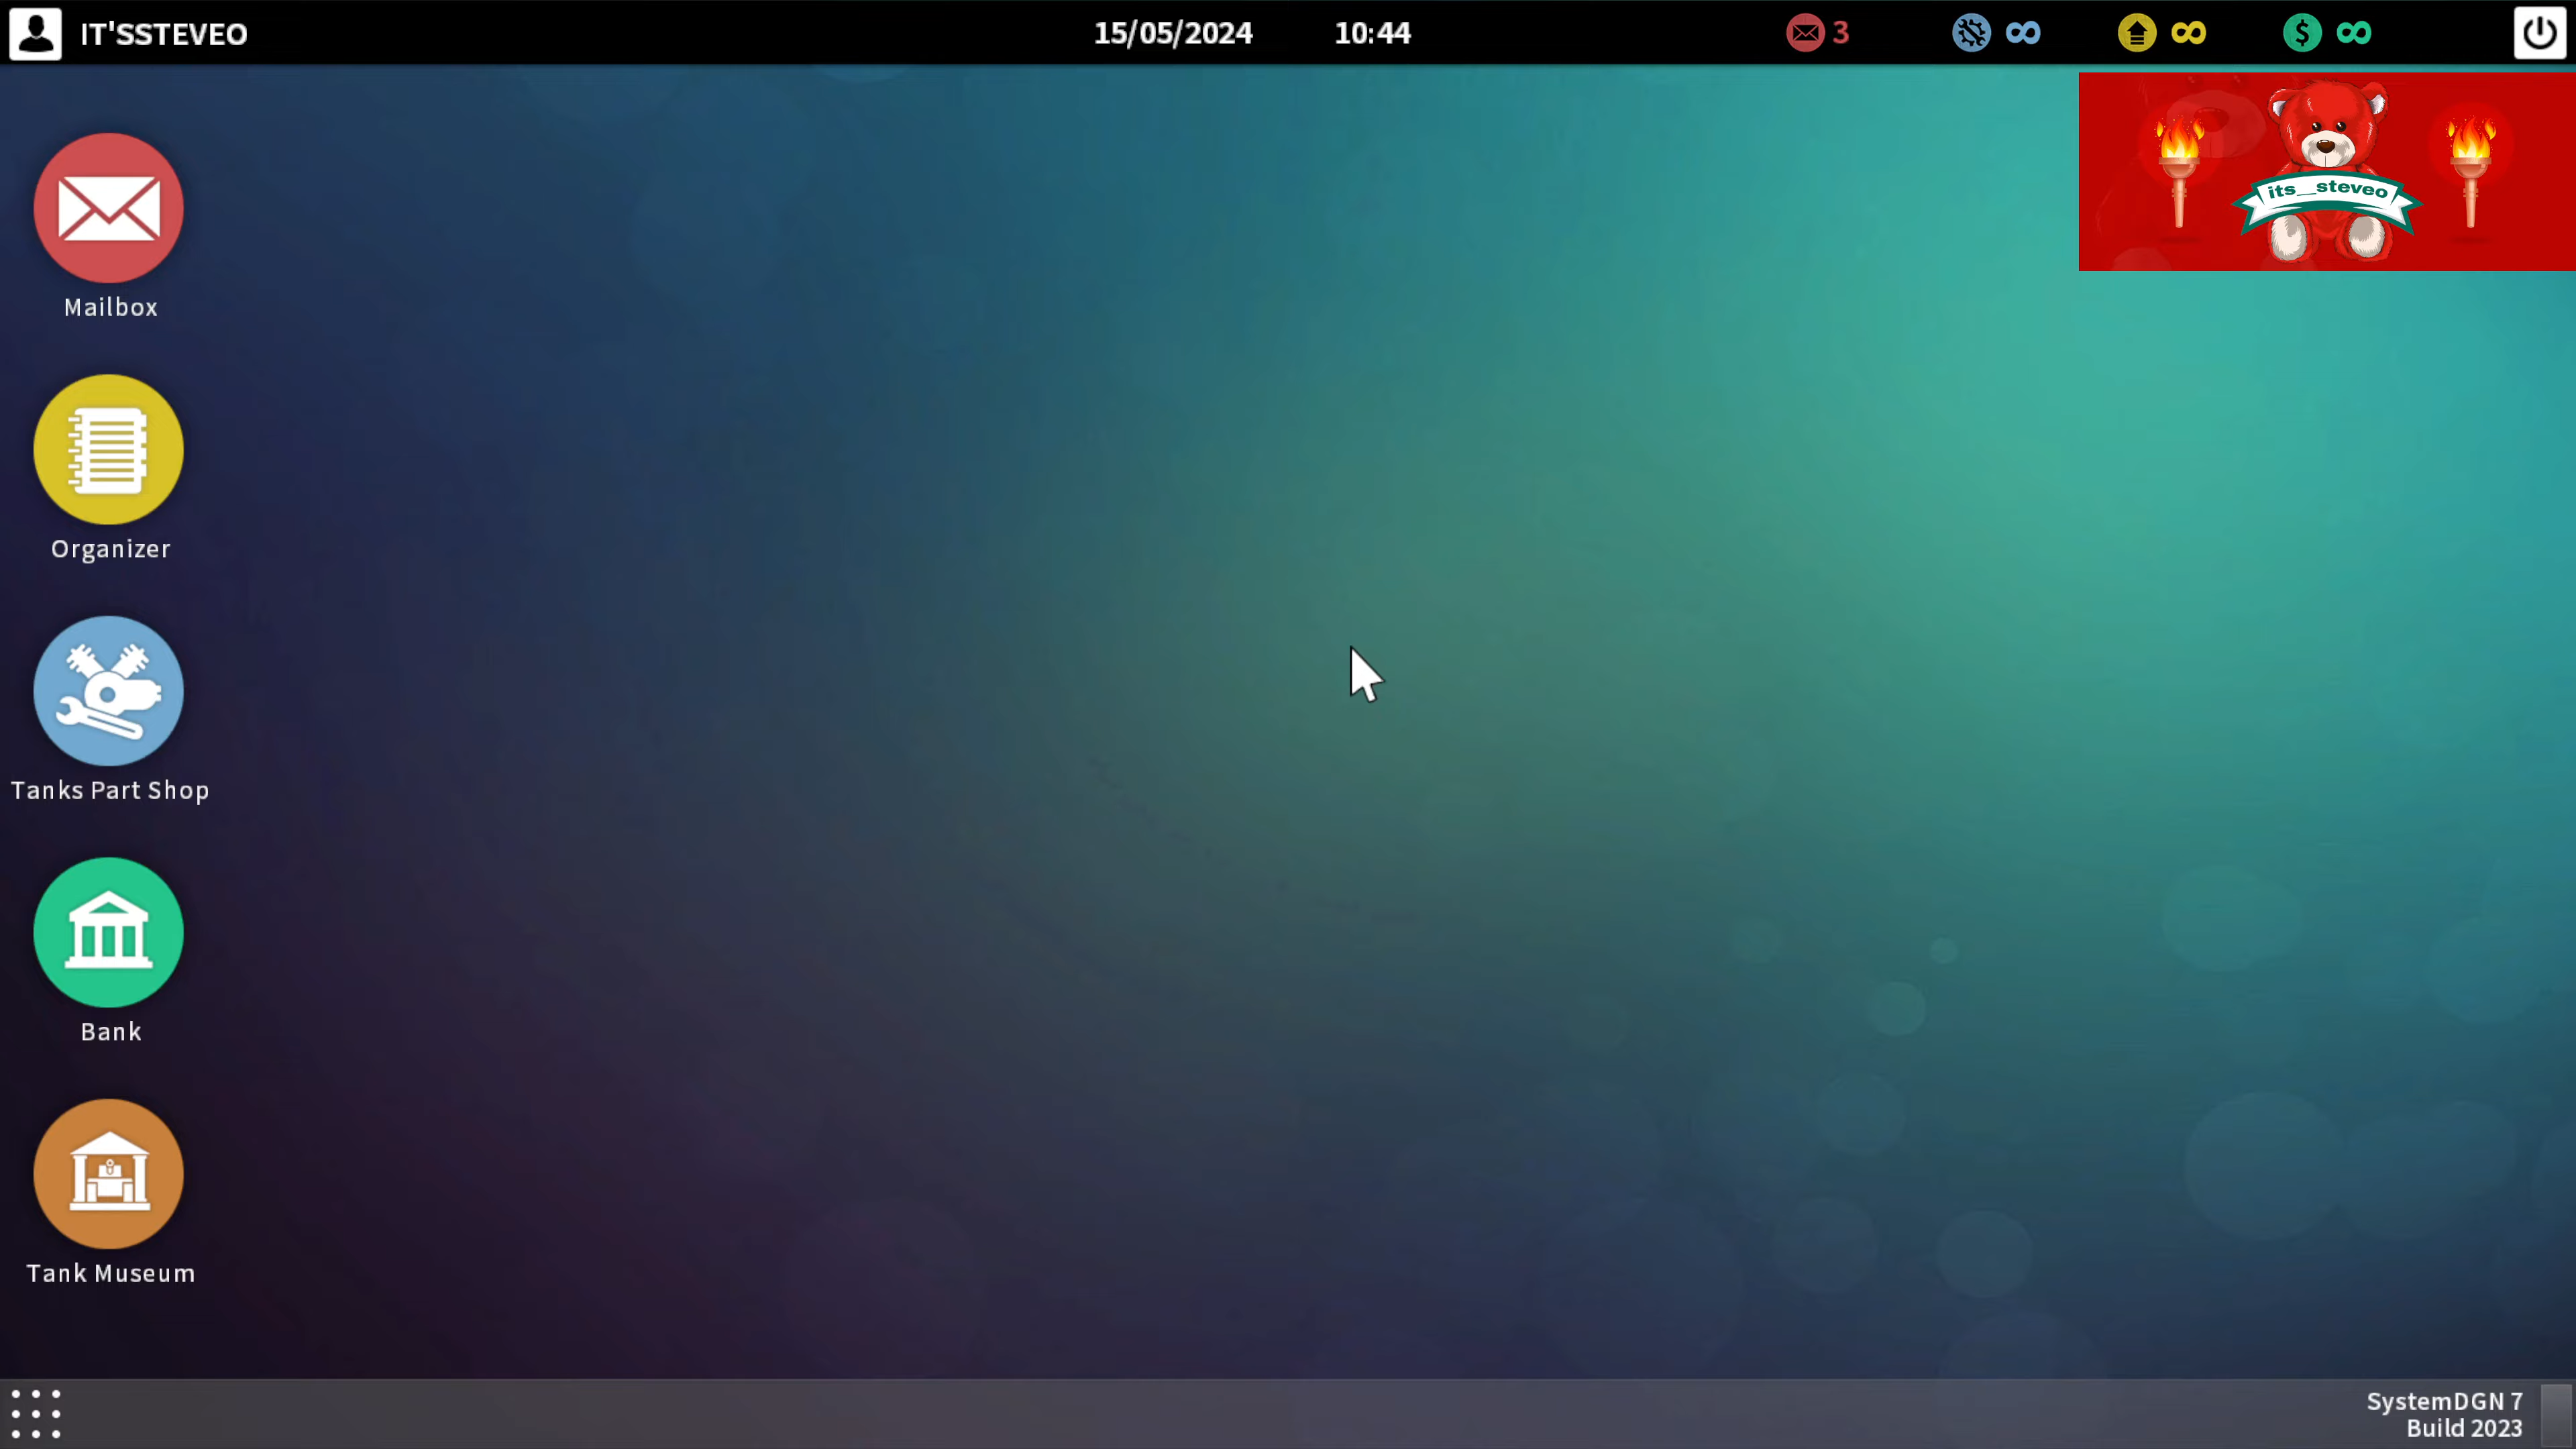 IT'SSTEVEO
15/05/2024
10:44
3
∞
∞
$ ∞
its__steveo
Mailbox
Organizer
Tanks Part Shop
Bank
Tank Museum
SystemDGN 7
Build 2023